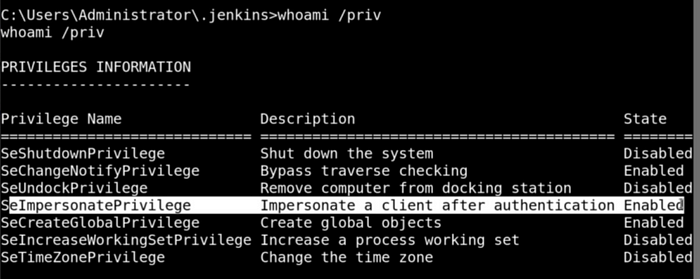 C:\Users\Administrator\.jenkins>whoami /priv
whoami /priv
PRIVILEGES INFORMATION
----------------------
Privilege Name                Description                               State
============================= ========================================= ========
SeShutdownPrivilege           Shut down the system                      Disabled
SeChangeNotifyPrivilege       Bypass traverse checking                  Enabled
SeUndockPrivilege             Remove computer from docking station      Disabled
SeImpersonatePrivilege        Impersonate a client after authentication Enabled
SeCreateGlobalPrivilege       Create global objects                     Enabled
SeIncreaseWorkingSetPrivilege Increase a process working set            Disabled
SeTimeZonePrivilege           Change the time zone                      Disabled